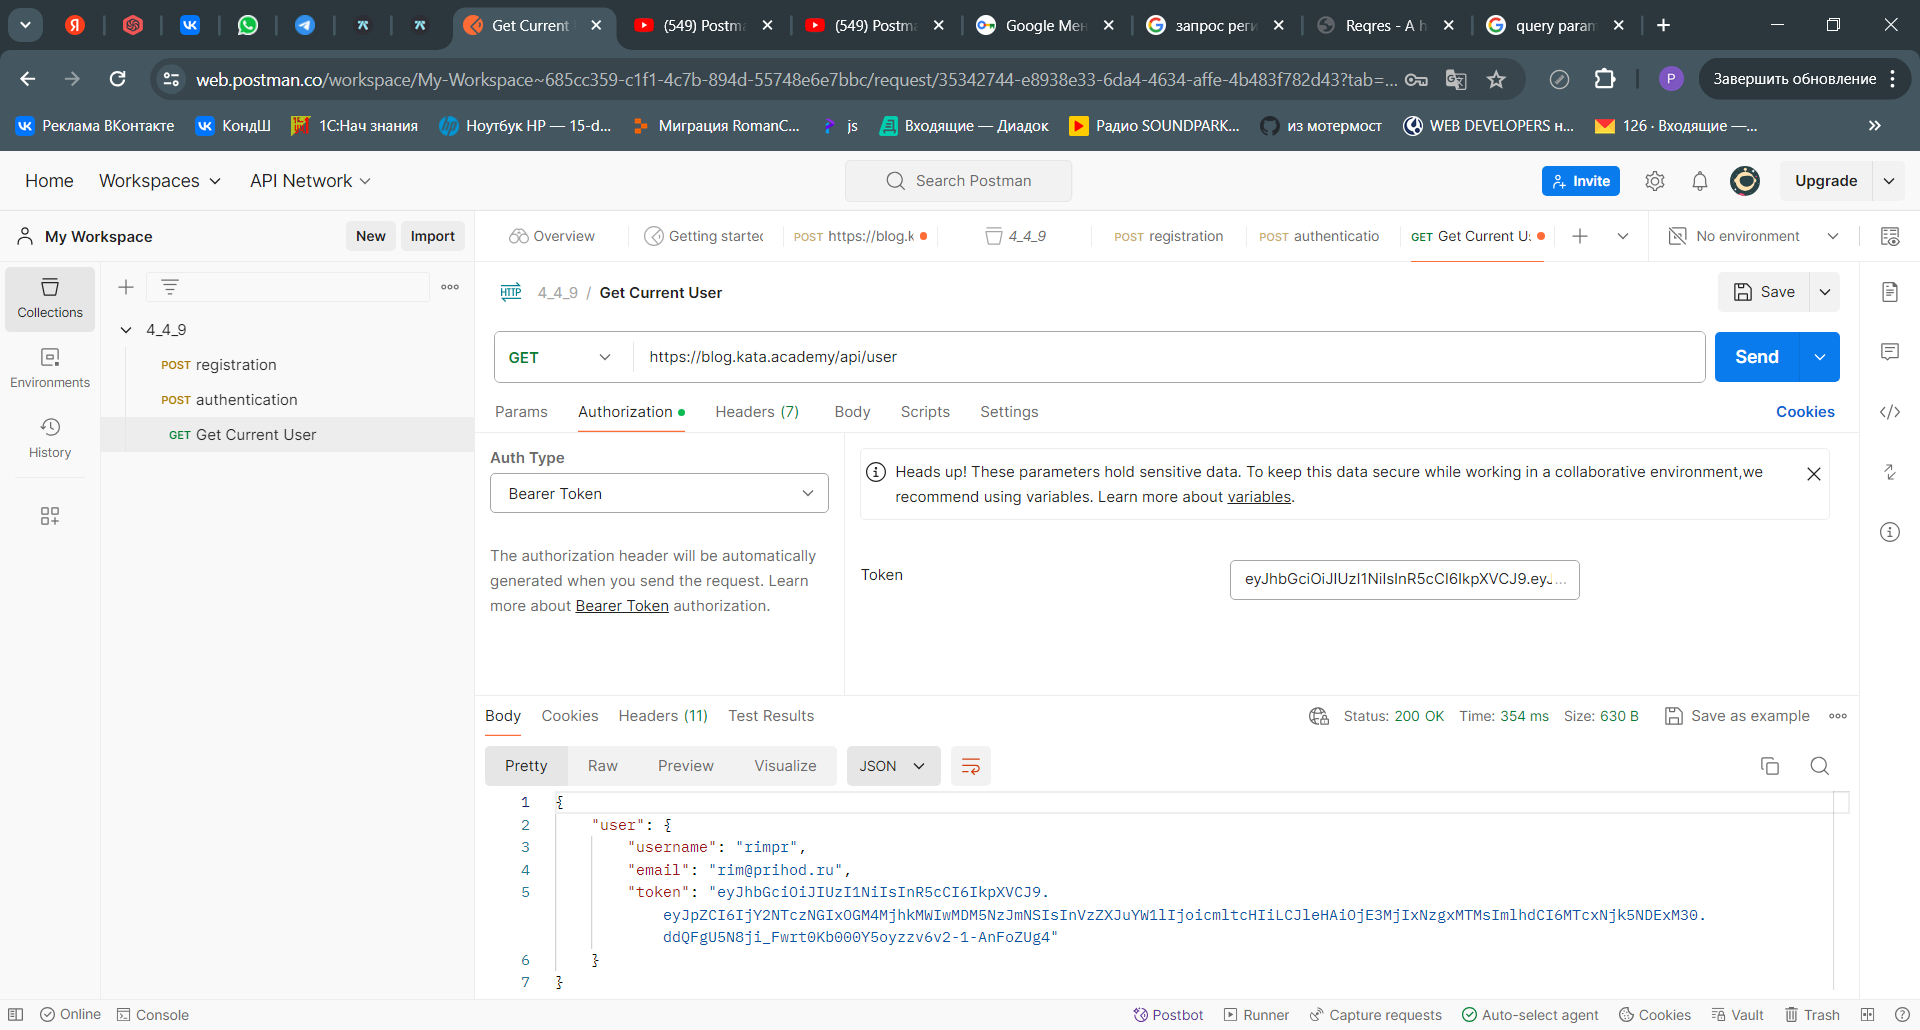 Get Current
(549) Postm
(549) Postm
Google Мен
запрос реги
Reqres - A h
query param
web.postman.co/workspace/My-Workspace~685cc359-c1f1-4c7b-894d-55748e6e7bbc/request/35342744-e8938e33-6da4-4634-affe-4b483f782d43?tab=...
P
Завершить обновление
Реклама ВКонтакте
КондШ
1С:Нач знания
Ноутбук HP — 15-d...
Миграция RomanC...
js
Входящие — Диадок
Радио SOUNDPARK...
из мотермост
WEB DEVELOPERS н...
126 · Входящие —...
Home
Workspaces
API Network
Search Postman
Invite
Upgrade
My Workspace
New
Import
Overview
Getting started
POST https://blog.k
4_4_9
POST registration
POST authenticatio
GET Get Current U
No environment
Collections
Environments
History
4_4_9
POST registration
POST authentication
GET Get Current User
HTTP
4_4_9 / Get Current User
Save
GET
https://blog.kata.academy/api/user
Send
Params
Authorization
Headers (7)
Body
Scripts
Settings
Cookies
Auth Type
Bearer Token
The authorization header will be automatically
generated when you send the request. Learn
more about Bearer Token authorization.
Heads up! These parameters hold sensitive data. To keep this data secure while working in a collaborative environment,we
recommend using variables. Learn more about variables.
Token
eyJhbGciOiJIUzI1NiIsInR5cCI6IkpXVCJ9.eyJ...
Body
Cookies
Headers (11)
Test Results
Status: 200 OK
Time: 354 ms
Size: 630 B
Save as example
Pretty
Raw
Preview
Visualize
JSON
1 {
2 "user": {
3 "username": "rimpr",
4 "email": "rim@prihod.ru",
5 "token": "eyJhbGciOiJIUzI1NiIsInR5cCI6IkpXVCJ9.
eyJpZCI6IjY2NTczNGIxOGM4MjhkMWIwMDM5NzJmNSIsInVzZXJuYW1lIjoicmltcHIiLCJleHAiOjE3MjIxNzgxMTMsImlhdCI6MTcxNjk5NDExM30.
ddQFgU5N8ji_Fwrt0Kb000Y5oyzzv6v2-1-AnFoZUg4"
6 }
7 }
Online
Console
Postbot
Runner
Capture requests
Auto-select agent
Cookies
Vault
Trash